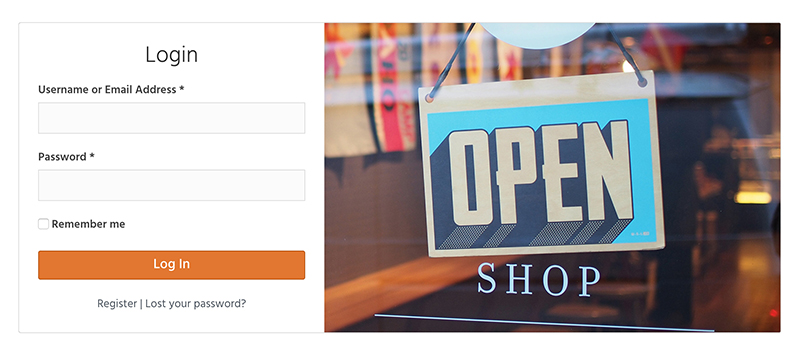 Login
Username or Email Address *
Password *
Remember me
Log In
Register | Lost your password?
OPEN
SHOP